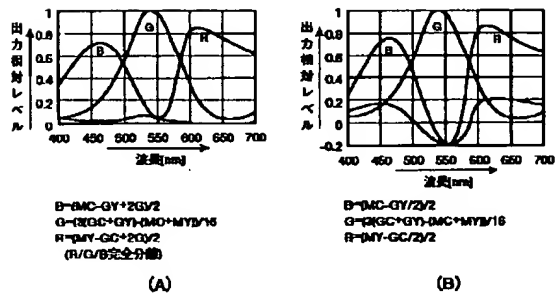 出力相対レベル
1
0.8
0.6
0.4
0.2
0
B
G
R
400 450 500 550 600 650 700
波長[nm]
B=(MC-GY+2G)/2
G={3(GC+GY)-(MC+MY)}/16
R=(MY-GC+2G)/2
(R/G/B完全分離)
(A)
出力相対レベル
1
0.8
0.6
0.4
0.2
0
-0.2
B
G
R
400 450 500 550 600 650 700
波長[nm]
B=(MC-GY/2)/2
G={3(GC+GY)-(MC+MY)}/16
R=(MY-GC/2)/2
(B)